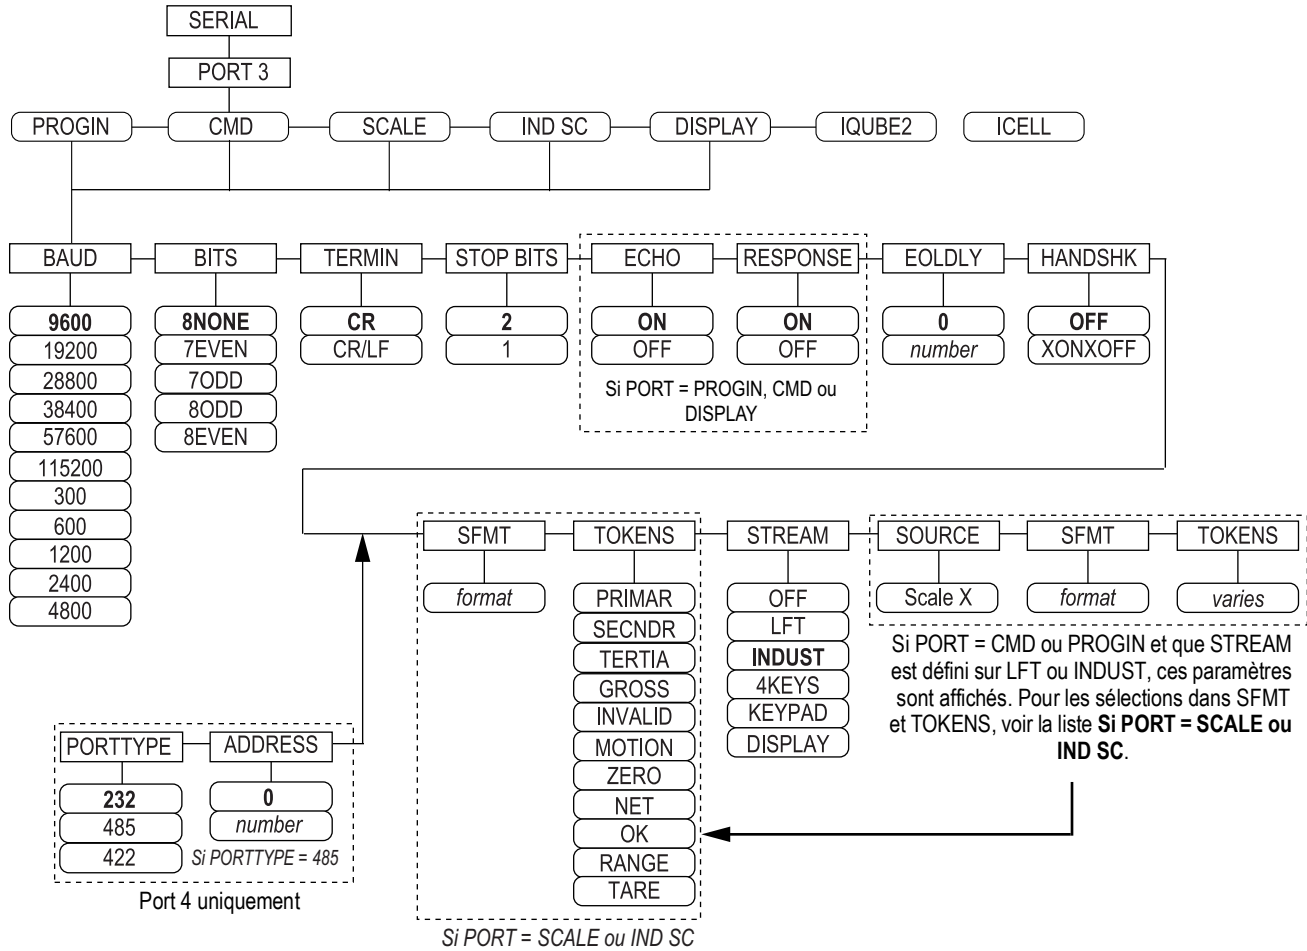 SERIAL
PORT 3
PROGIN
CMD
SCALE
IND SC
DISPLAY
IQUBE2
ICELL
BAUD
BITS
TERMIN
STOP BITS
ECHO
RESPONSE
EOLDLY
HANDSHK
9600
19200
28800
38400
57600
115200
300
600
1200
2400
4800
8NONE
7EVEN
7ODD
8ODD
8EVEN
CR
CR/LF
2
1
ON
OFF
ON
OFF
Si PORT = PROGIN, CMD ou
DISPLAY
0
number
OFF
XONXOFF
SFMT
TOKENS
STREAM
SOURCE
SFMT
TOKENS
format
PRIMAR
SECNDR
TERTIA
GROSS
INVALID
MOTION
ZERO
NET
OK
RANGE
TARE
OFF
LFT
INDUST
4KEYS
KEYPAD
DISPLAY
Scale X
format
varies
Si PORT = CMD ou PROGIN et que STREAM
est défini sur LFT ou INDUST, ces paramètres
sont affichés. Pour les sélections dans SFMT
et TOKENS, voir la liste Si PORT = SCALE ou
IND SC.
PORTTYPE
ADDRESS
232
485
422
0
number
Si PORTTYPE = 485
Port 4 uniquement
Si PORT = SCALE ou IND SC